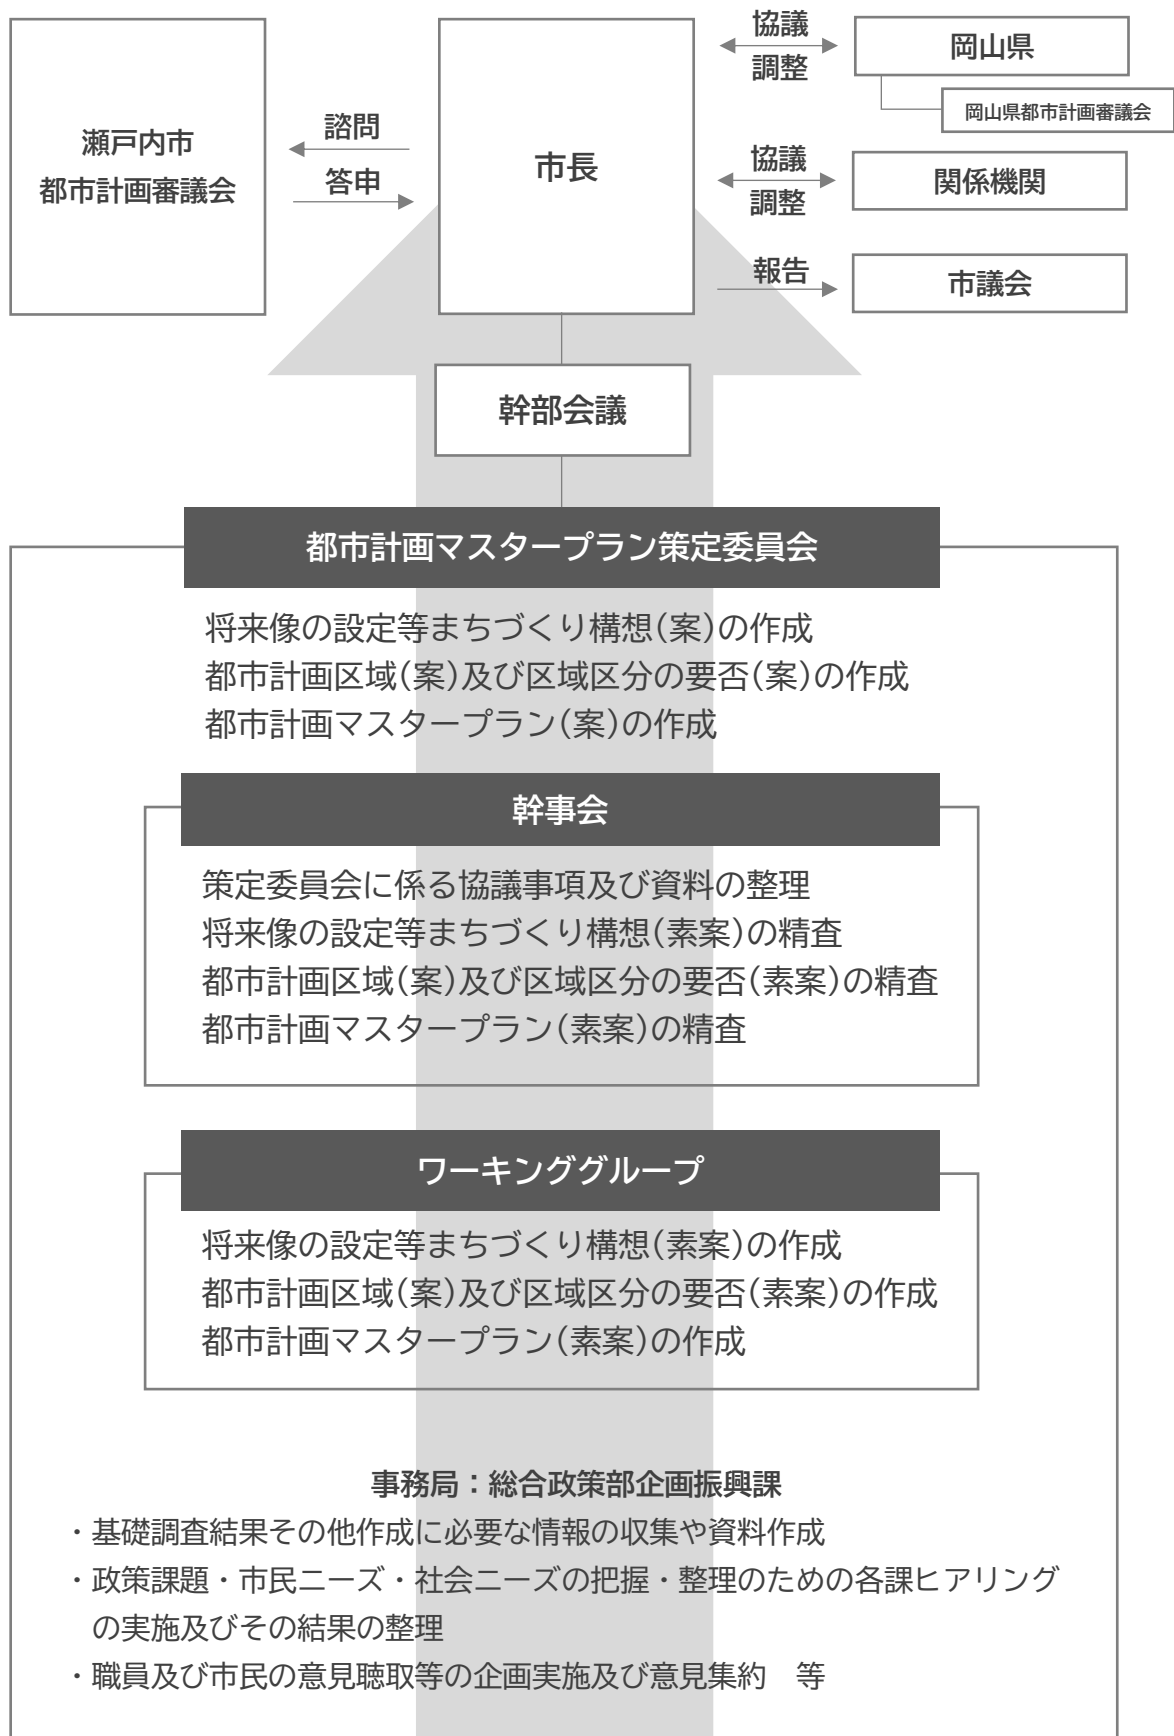 瀬戸内市
都市計画審議会
諮問
答申
市長
協議
調整
岡山県
岡山県都市計画審議会
協議
調整
関係機関
報告
市議会
幹部会議
都市計画マスタープラン策定委員会
将来像の設定等まちづくり構想(案)の作成
都市計画区域(案)及び区域区分の要否(案)の作成
都市計画マスタープラン(案)の作成
幹事会
策定委員会に係る協議事項及び資料の整理
将来像の設定等まちづくり構想(素案)の精査
都市計画区域(案)及び区域区分の要否(素案)の精査
都市計画マスタープラン(素案)の精査
ワーキンググループ
将来像の設定等まちづくり構想(素案)の作成
都市計画区域(案)及び区域区分の要否(素案)の作成
都市計画マスタープラン(素案)の作成
事務局：総合政策部企画振興課
・基礎調査結果その他作成に必要な情報の収集や資料作成
・政策課題・市民ニーズ・社会ニーズの把握・整理のための各課ヒアリング
の実施及びその結果の整理
・職員及び市民の意見聴取等の企画実施及び意見集約　等